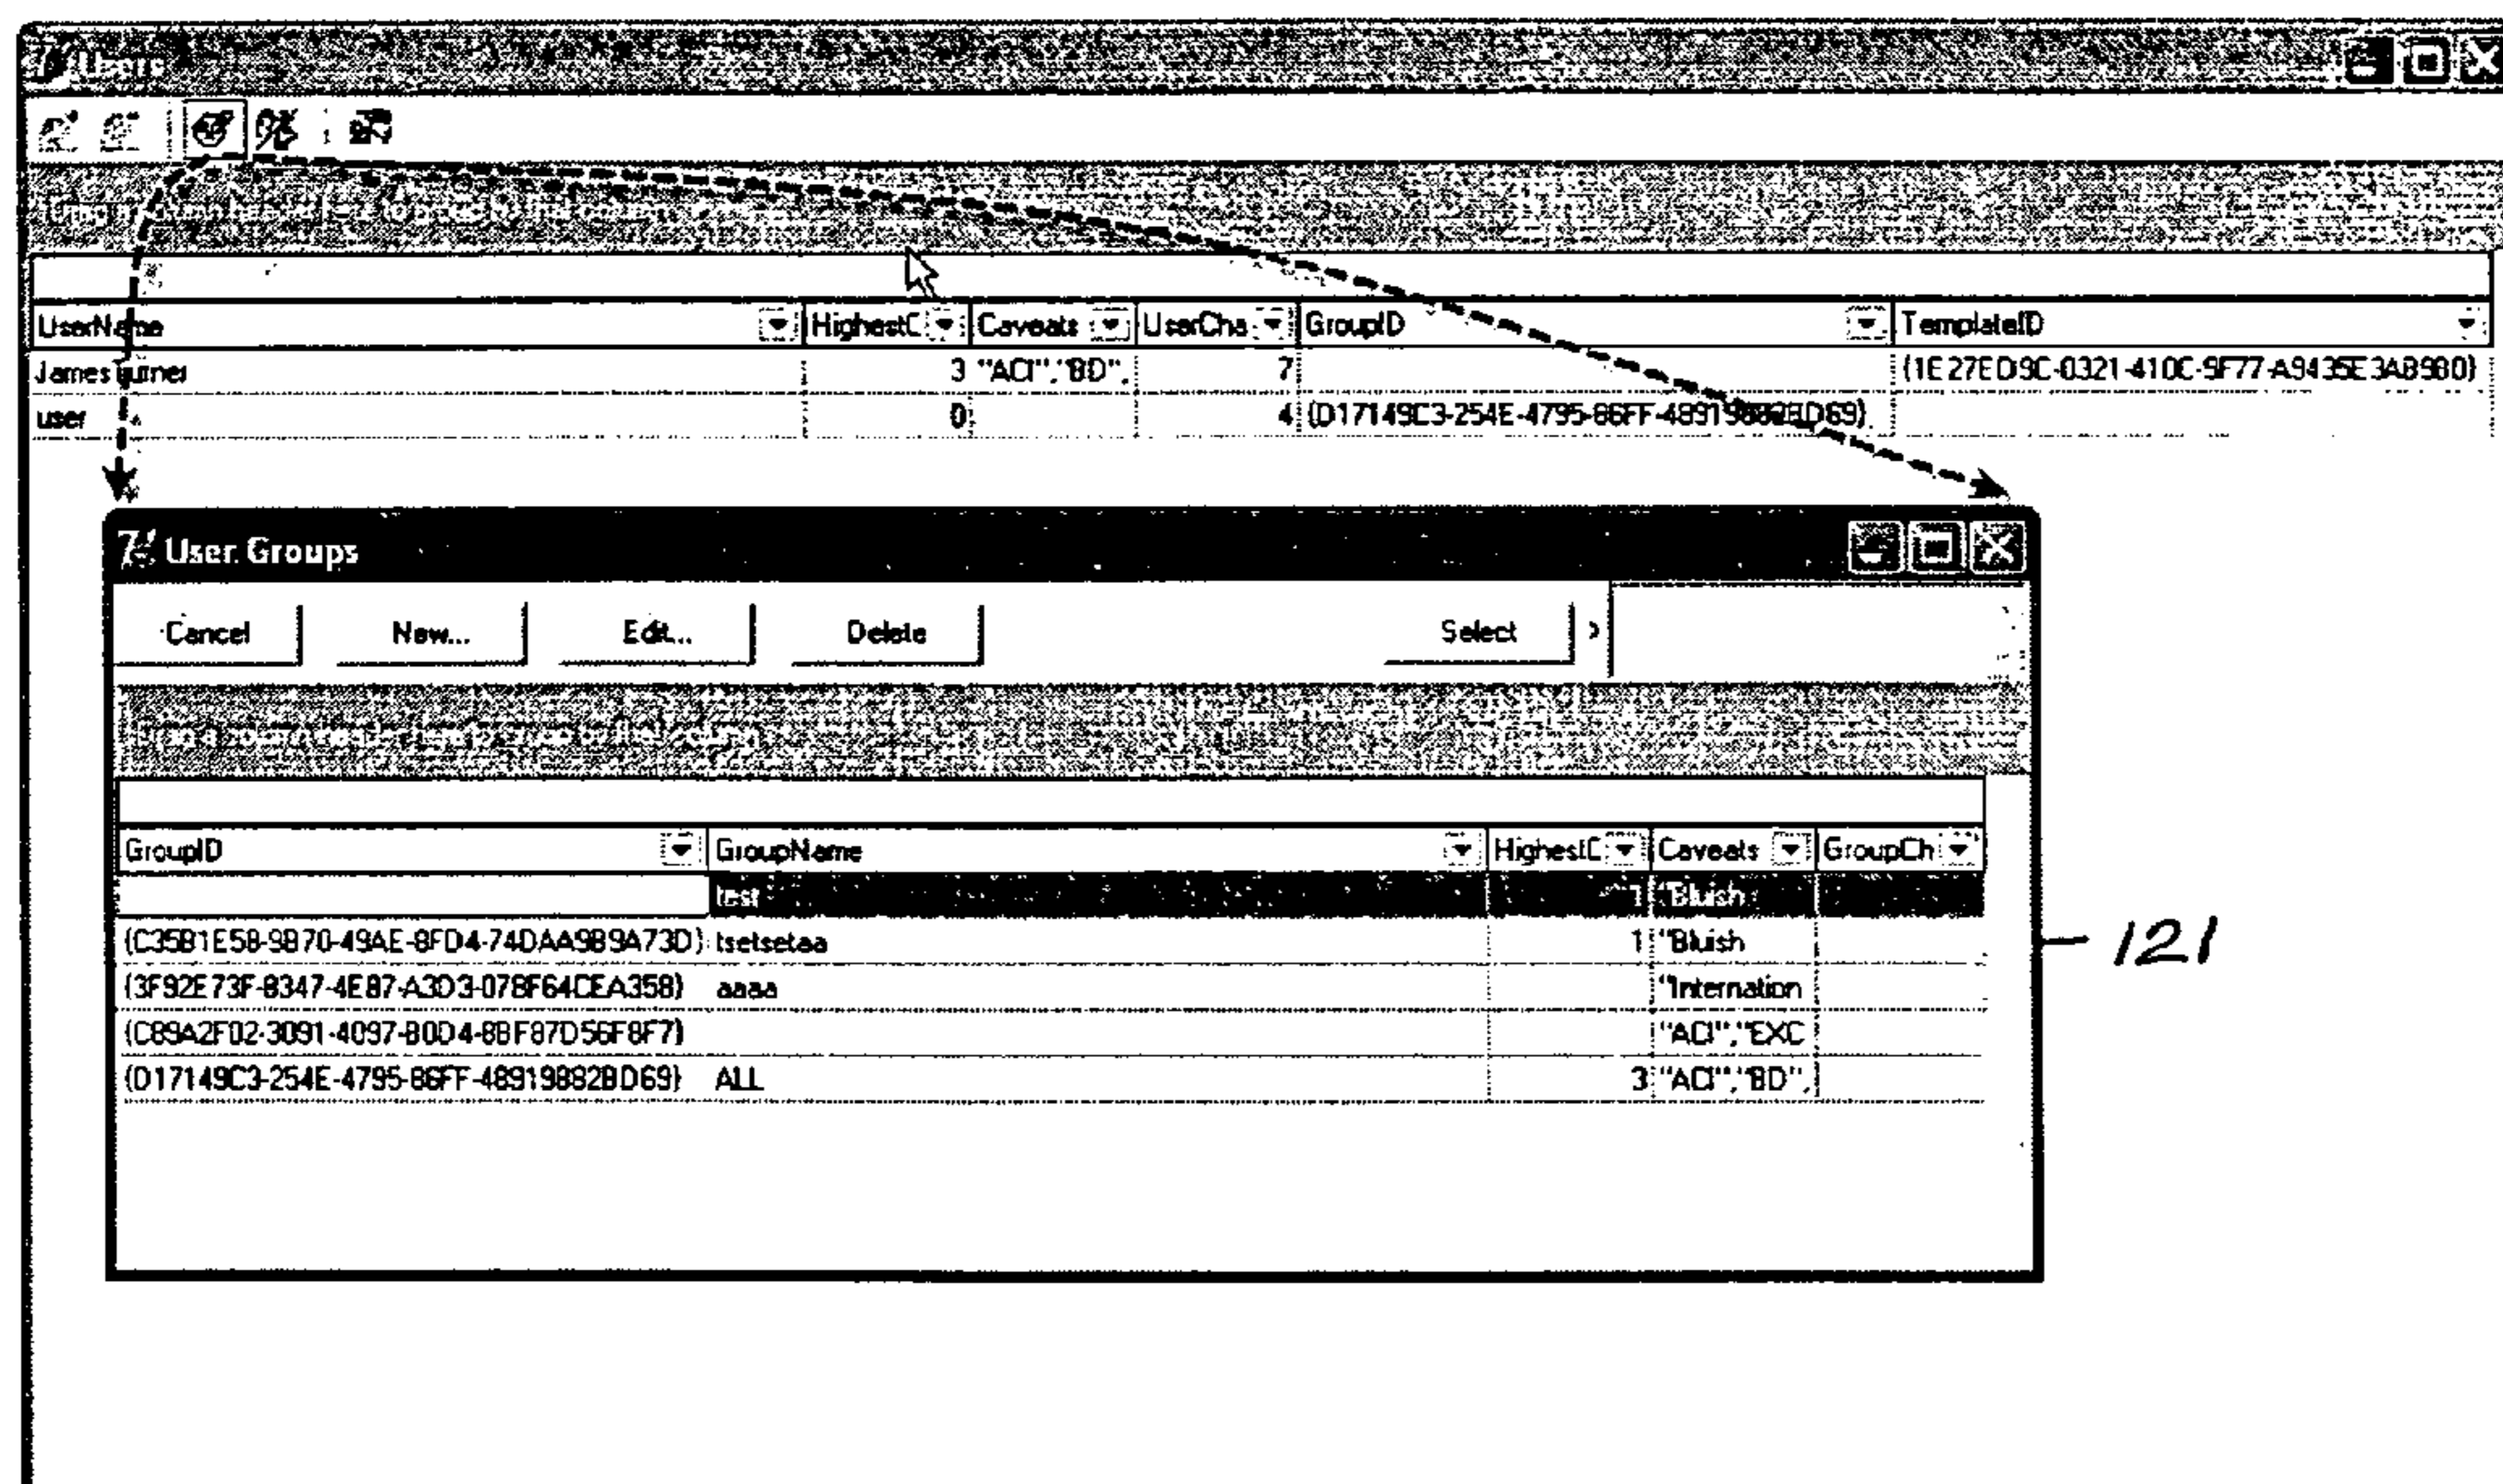 Users
UserName HighestC Caveats UserCha GroupID TemplateID
James turner 3 "ACI","BD", 7 {1E27ED9C-0321-410C-9F77-A9435E3AB980}
user 0 4 {D17149C3-254E-4795-86FF-48919882BD69}
User Groups
Cancel New... Edit... Delete Select >
GroupID GroupName HighestC Caveats GroupCh
test 1 "Bluish
{C35B1E58-9B70-49AE-8FD4-74DAA9B9A73D} tsetsetaa 1 "Bluish
{3F92E73F-8347-4E87-A3D3-078F64CEA358} aaaa "Internation
{C89A2F02-3091-4097-80D4-8BF87D56F8F7} "ACI","EXC
{D17149C3-254E-4795-86FF-48919882BD69} ALL 3 "ACI","BD",
121